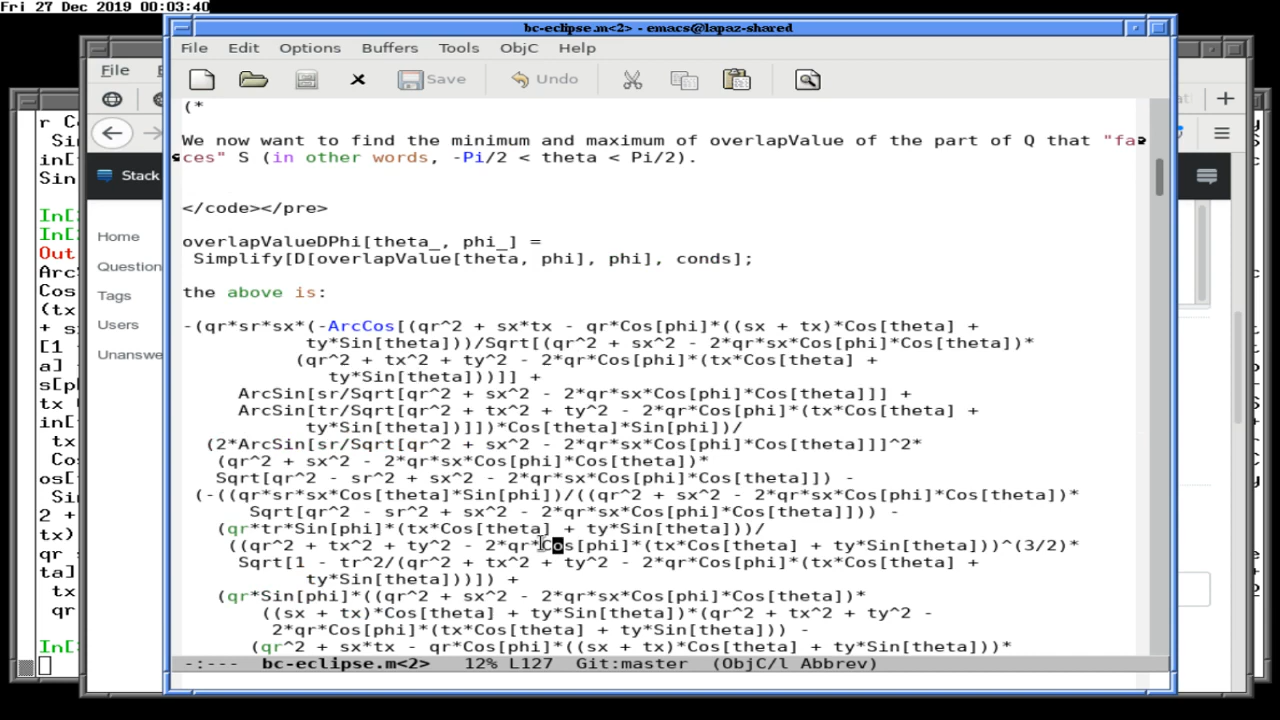 Fri 27 Dec 2019 00:03:40
bc-eclipse.m<2> - emacs@lapaz-shared
File Edit Options Buffers Tools ObjC Help
Save Undo
(*
We now want to find the minimum and maximum of overlapValue of the part of Q that "fa
ces" S (in other words, -Pi/2 < theta < Pi/2).
</code></pre>
overlapValueDPhi[theta_, phi_] =
Simplify[D[overlapValue[theta, phi], phi], conds];
the above is:
-(qr*sr*sx*(-ArcCos[(qr^2 + sx*tx - qr*Cos[phi]*((sx + tx)*Cos[theta] +
ty*Sin[theta]))/Sqrt[(qr^2 + sx^2 - 2*qr*sx*Cos[phi]*Cos[theta])*
(qr^2 + tx^2 + ty^2 - 2*qr*Cos[phi]*(tx*Cos[theta] +
ty*Sin[theta]))]] +
ArcSin[sr/Sqrt[qr^2 + sx^2 - 2*qr*sx*Cos[phi]*Cos[theta]]] +
ArcSin[tr/Sqrt[qr^2 + tx^2 + ty^2 - 2*qr*Cos[phi]*(tx*Cos[theta] +
ty*Sin[theta])]])*Cos[theta]*Sin[phi])/
(2*ArcSin[sr/Sqrt[qr^2 + sx^2 - 2*qr*sx*Cos[phi]*Cos[theta]]]^2*
(qr^2 + sx^2 - 2*qr*sx*Cos[phi]*Cos[theta])*
Sqrt[qr^2 - sr^2 + sx^2 - 2*qr*sx*Cos[phi]*Cos[theta]]) -
(-((qr*sr*sx*Cos[theta]*Sin[phi])/((qr^2 + sx^2 - 2*qr*sx*Cos[phi]*Cos[theta])*
Sqrt[qr^2 - sr^2 + sx^2 - 2*qr*sx*Cos[phi]*Cos[theta]])) -
(qr*tr*Sin[phi]*(tx*Cos[theta] + ty*Sin[theta]))/
((qr^2 + tx^2 + ty^2 - 2*qr*Cos[phi]*(tx*Cos[theta] + ty*Sin[theta]))^(3/2)*
Sqrt[1 - tr^2/(qr^2 + tx^2 + ty^2 - 2*qr*Cos[phi]*(tx*Cos[theta] +
ty*Sin[theta]))]) +
(qr*Sin[phi]*((qr^2 + sx^2 - 2*qr*sx*Cos[phi]*Cos[theta])*
((sx + tx)*Cos[theta] + ty*Sin[theta])*(qr^2 + tx^2 + ty^2 -
2*qr*Cos[phi]*(tx*Cos[theta] + ty*Sin[theta])) -
(qr^2 + sx*tx - qr*Cos[phi]*((sx + tx)*Cos[theta] + ty*Sin[theta]))*
-:--- bc-eclipse.m<2> 12% L127 Git:master (ObjC/l Abbrev)
File
Stack
Home
Question
Tags
Users
Unanswe